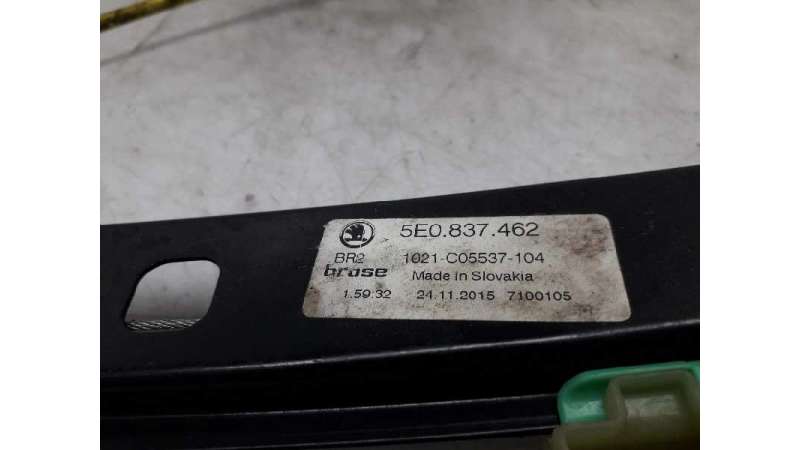 5E0.837.462
BR2 1021-C05537-104
brose Made in Slovakia
1.59:32 24.11.2015 7100105